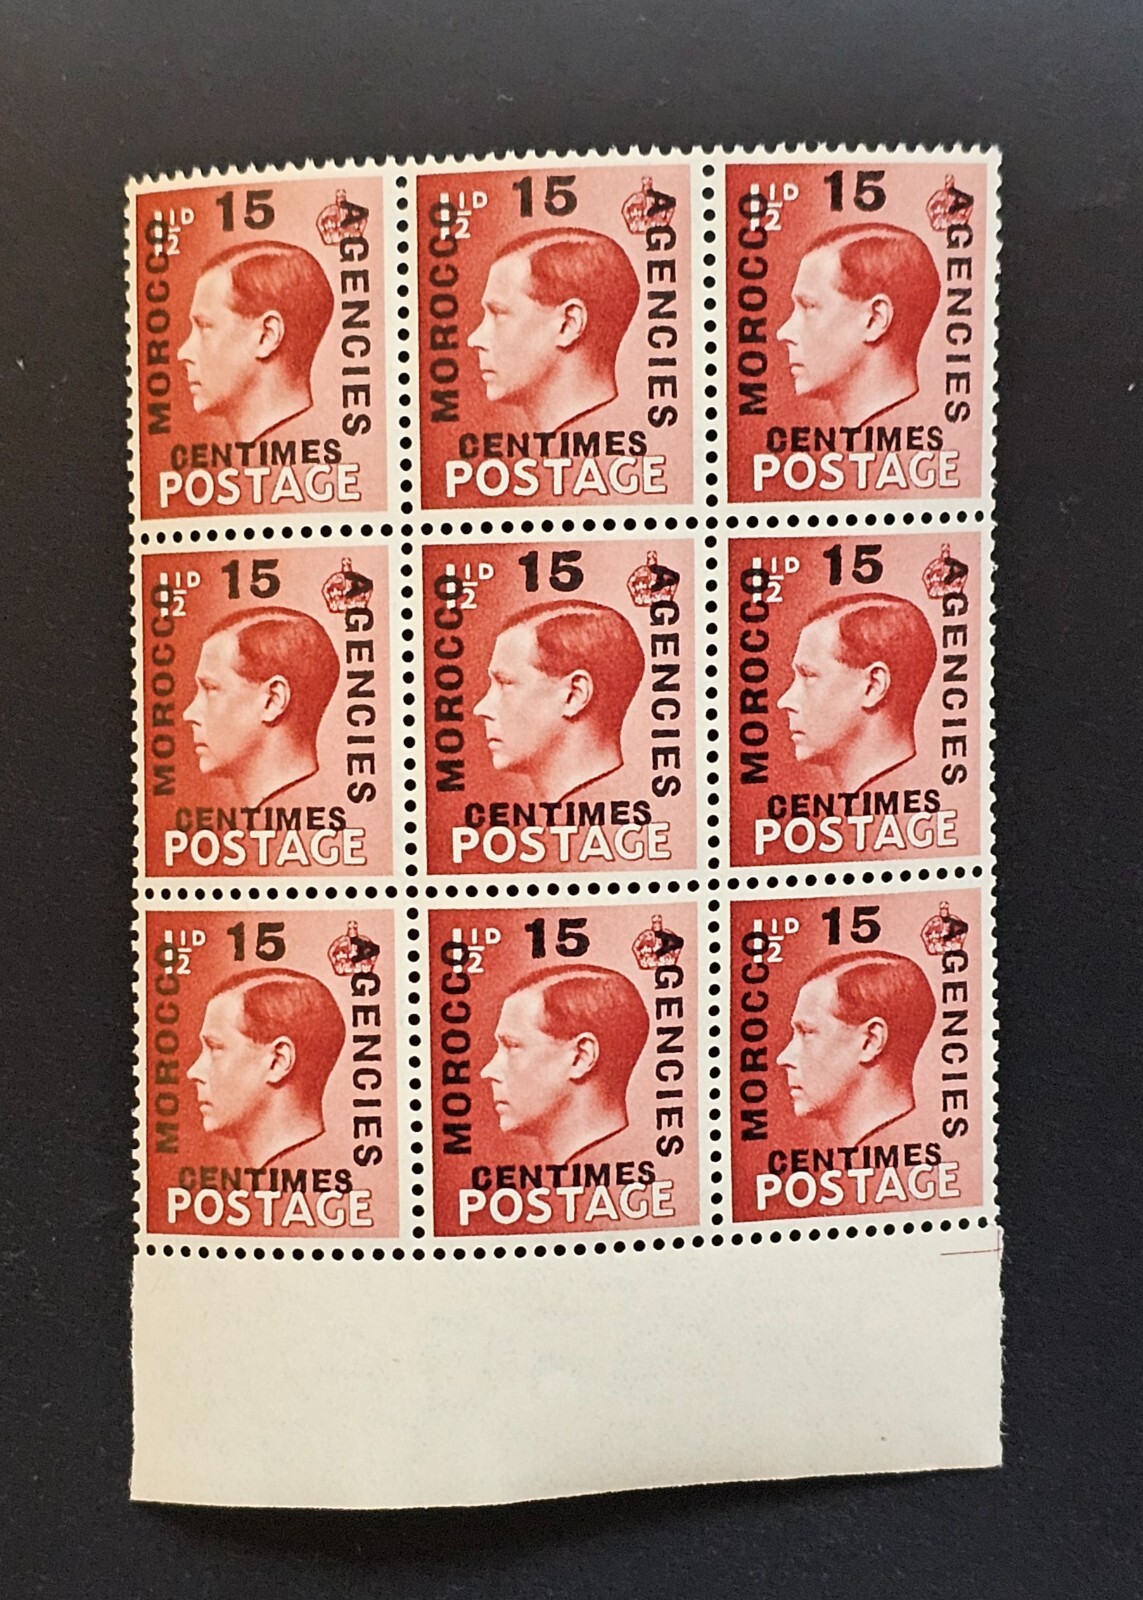 1½D 15
MOROCCO AGENCIES
CENTIMES
POSTAGE
1½D 15
MOROCCO AGENCIES
CENTIMES
POSTAGE
1½D 15
MOROCCO AGENCIES
CENTIMES
POSTAGE
1½D 15
MOROCCO AGENCIES
CENTIMES
POSTAGE
1½D 15
MOROCCO AGENCIES
CENTIMES
POSTAGE
1½D 15
MOROCCO AGENCIES
CENTIMES
POSTAGE
1½D 15
MOROCCO AGENCIES
CENTIMES
POSTAGE
1½D 15
MOROCCO AGENCIES
CENTIMES
POSTAGE
1½D 15
MOROCCO AGENCIES
CENTIMES
POSTAGE